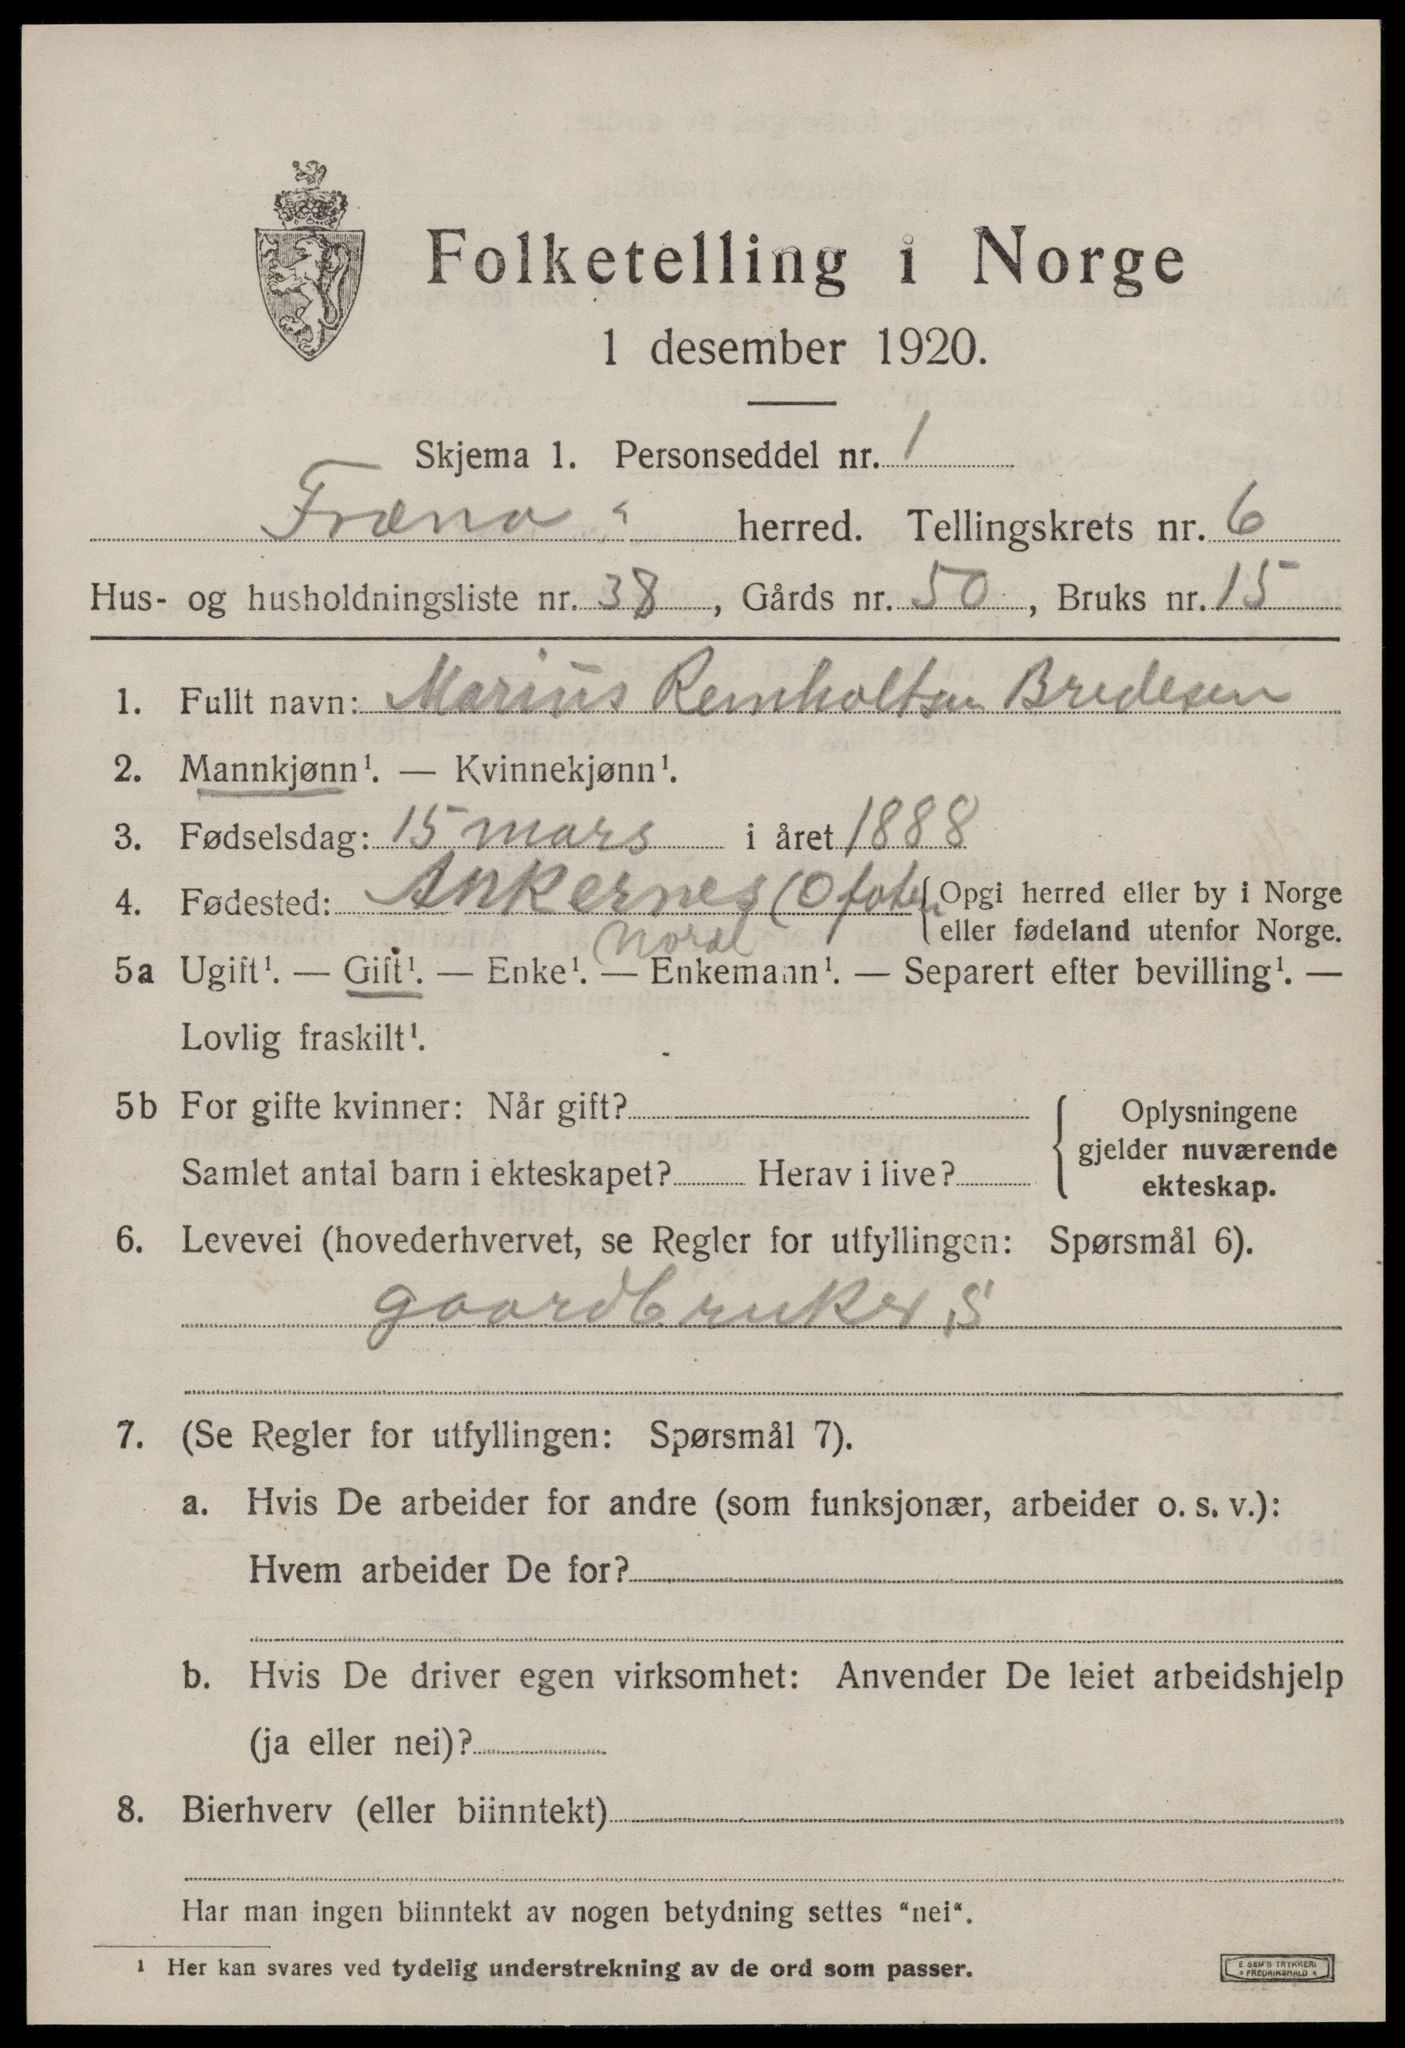 Folketelling i Norge
1 desember 1920.
Skjema 1. Personseddel nr. 1
Fræna herred. Tellingskrets nr. 6
Hus- og husholdningsliste nr. 38, Gårds nr. 50, Bruks nr. 15
1. Fullt navn: Marius Reinholtsen Bredesen
2. Mannkjønn¹. — Kvinnekjønn¹.
3. Fødselsdag: 15 mars i året 1888
4. Fødested: Ankernes (Ofoten { Opgi herred eller by i Norge
eller fødeland utenfor Norge.
Nordl
5a Ugift¹. — Gift¹. — Enke¹. — Enkemann¹. — Separert efter bevilling¹. —
Lovlig fraskilt¹.
5b For gifte kvinner: Når gift?
Samlet antal barn i ekteskapet? Herav i live?
{ Oplysningene
gjelder nuværende
ekteskap.
6. Levevei (hovederhvervet, se Regler for utfyllingen: Spørsmål 6).
gaardbruker S
7. (Se Regler for utfyllingen: Spørsmål 7).
a. Hvis De arbeider for andre (som funksjonær, arbeider o. s. v.):
Hvem arbeider De for?
b. Hvis De driver egen virksomhet: Anvender De leiet arbeidshjelp
(ja eller nei)?
8. Bierhverv (eller biinntekt)
Har man ingen biinntekt av nogen betydning settes "nei".
¹ Her kan svares ved tydelig understrekning av de ord som passer.
E. SEM'S TRYKKERI
FREDRIKSHALD